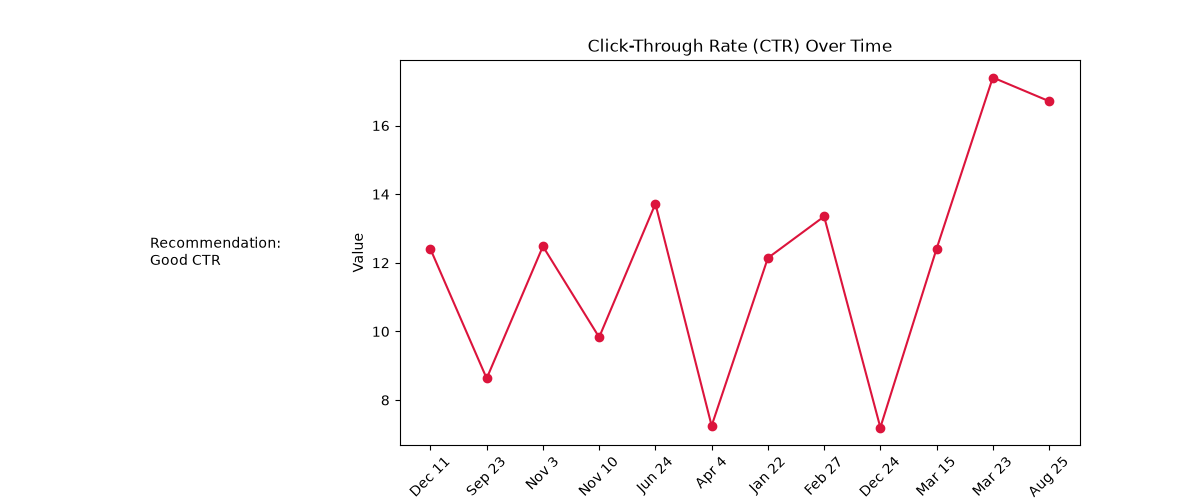 Click-Through Rate (CTR) Over Time
Recommendation:
Good CTR
Value
16
14
12
10
8
Dec 11
Sep 23
Nov 3
Nov 10
Jun 24
Apr 4
Jan 22
Feb 27
Dec 24
Mar 15
Mar 23
Aug 25